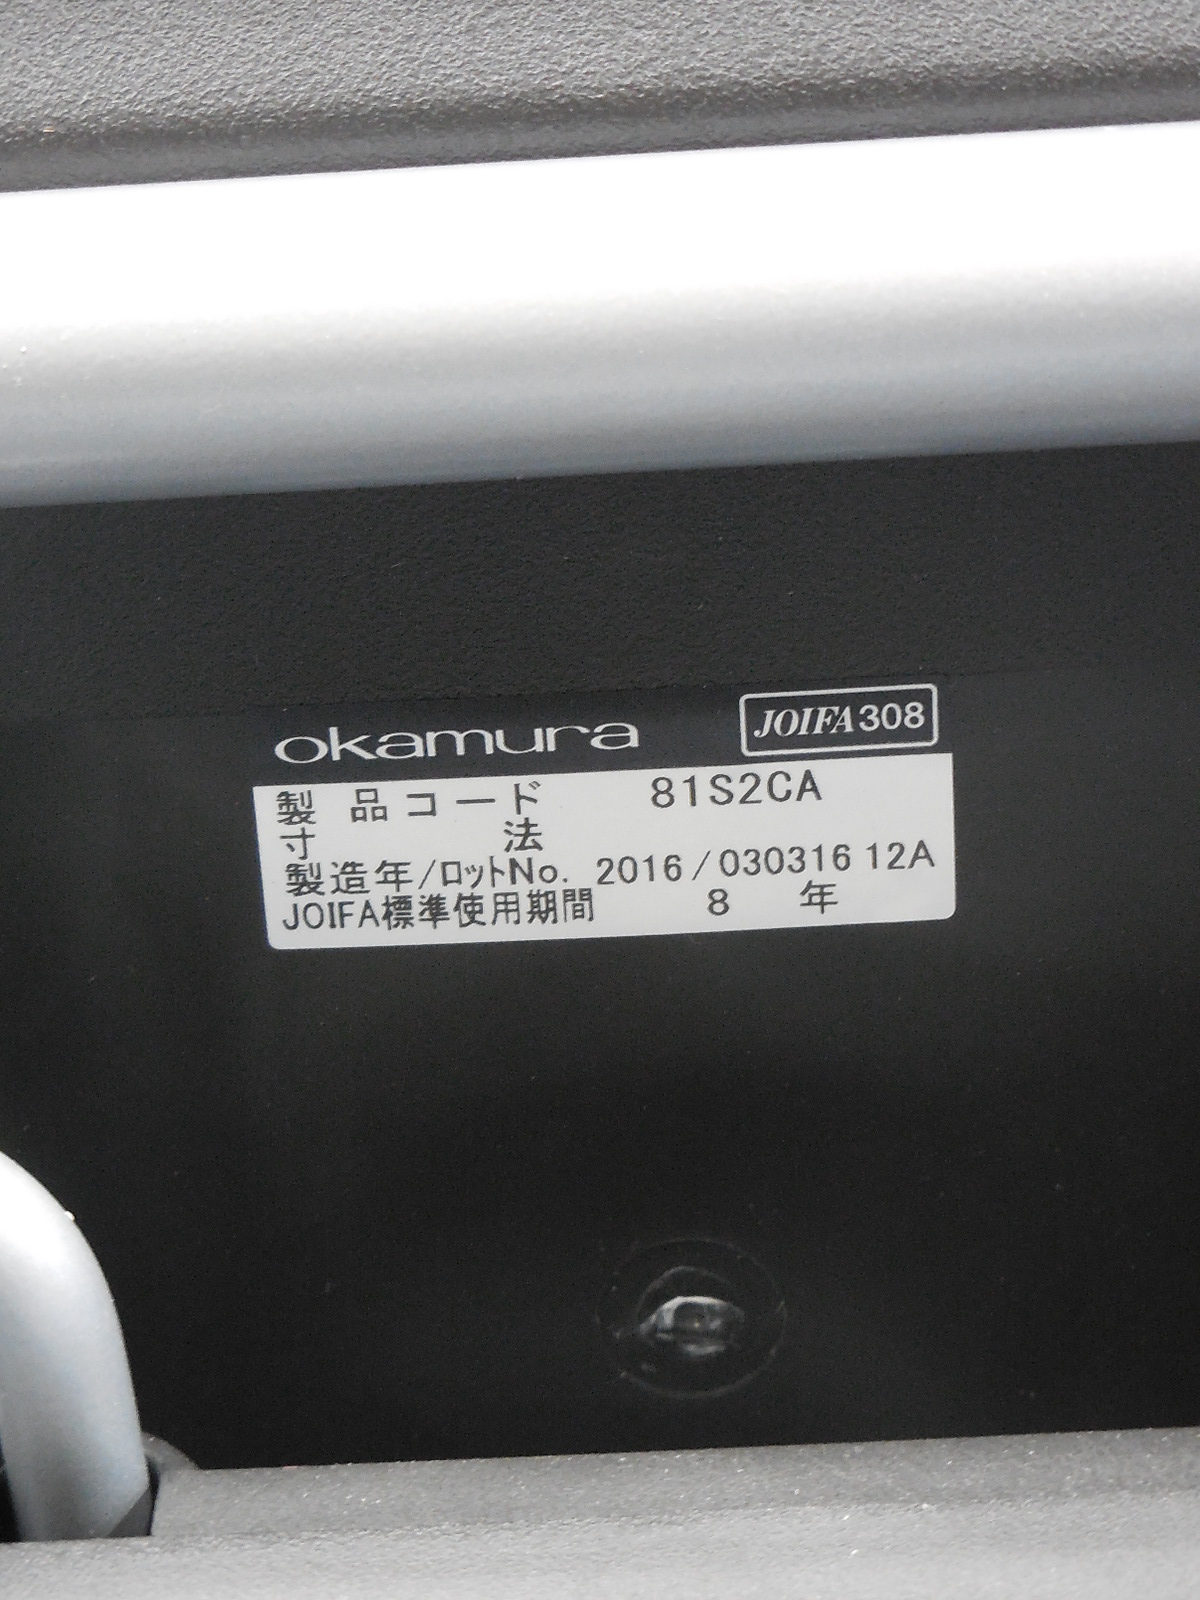 okamura JOIFA308
製品コード 81S2CA
寸法
製造年/ロットNo. 2016/030316 12A
JOIFA標準使用期間 8 年